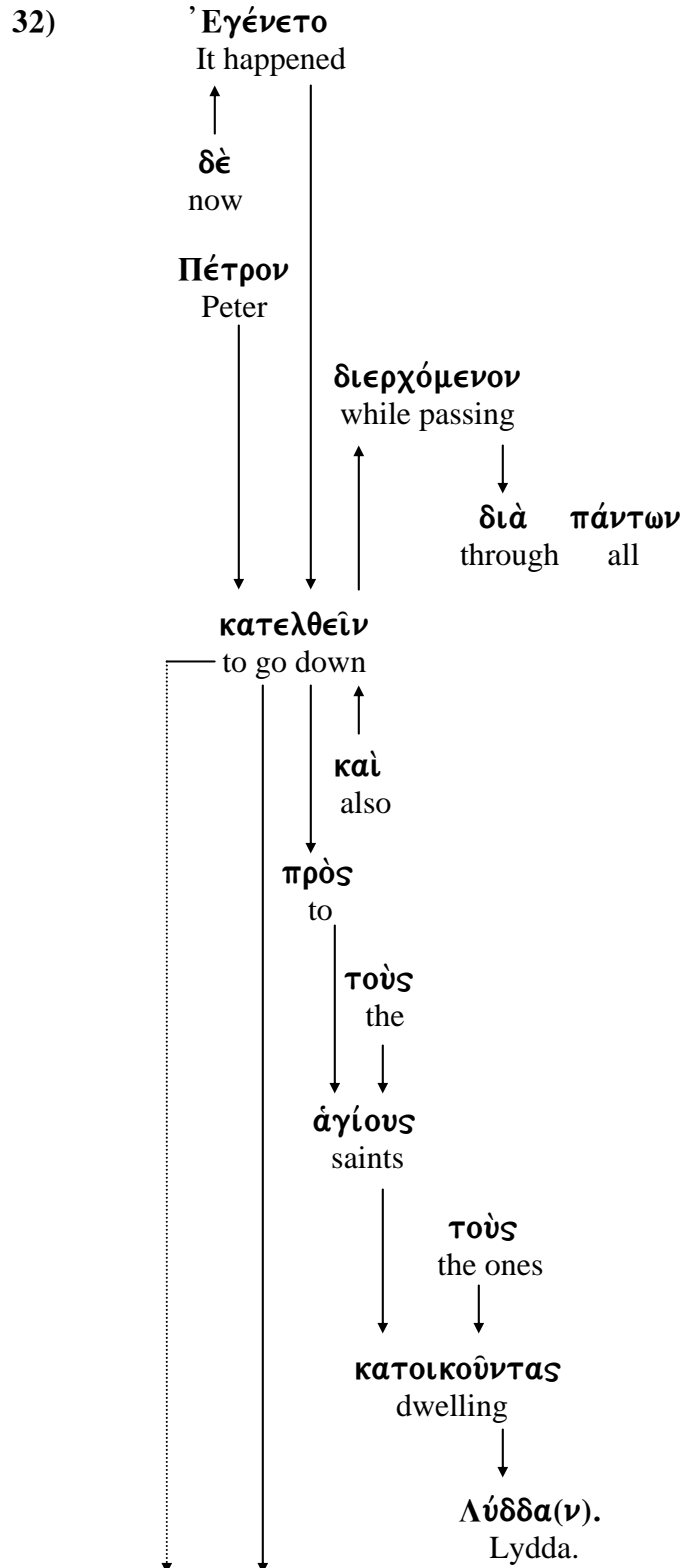 32) ᾿Εγένετο
It happened
δὲ
now
Πέτρον
Peter
διερχόμενον
while passing
διὰ πάντων
through all
κατελθεῖν
to go down
καὶ
also
πρὸς
to
τοὺς
the
ἁγίους
saints
τοὺς
the ones
κατοικοῦντας
dwelling
Λύδδα(ν).
Lydda.